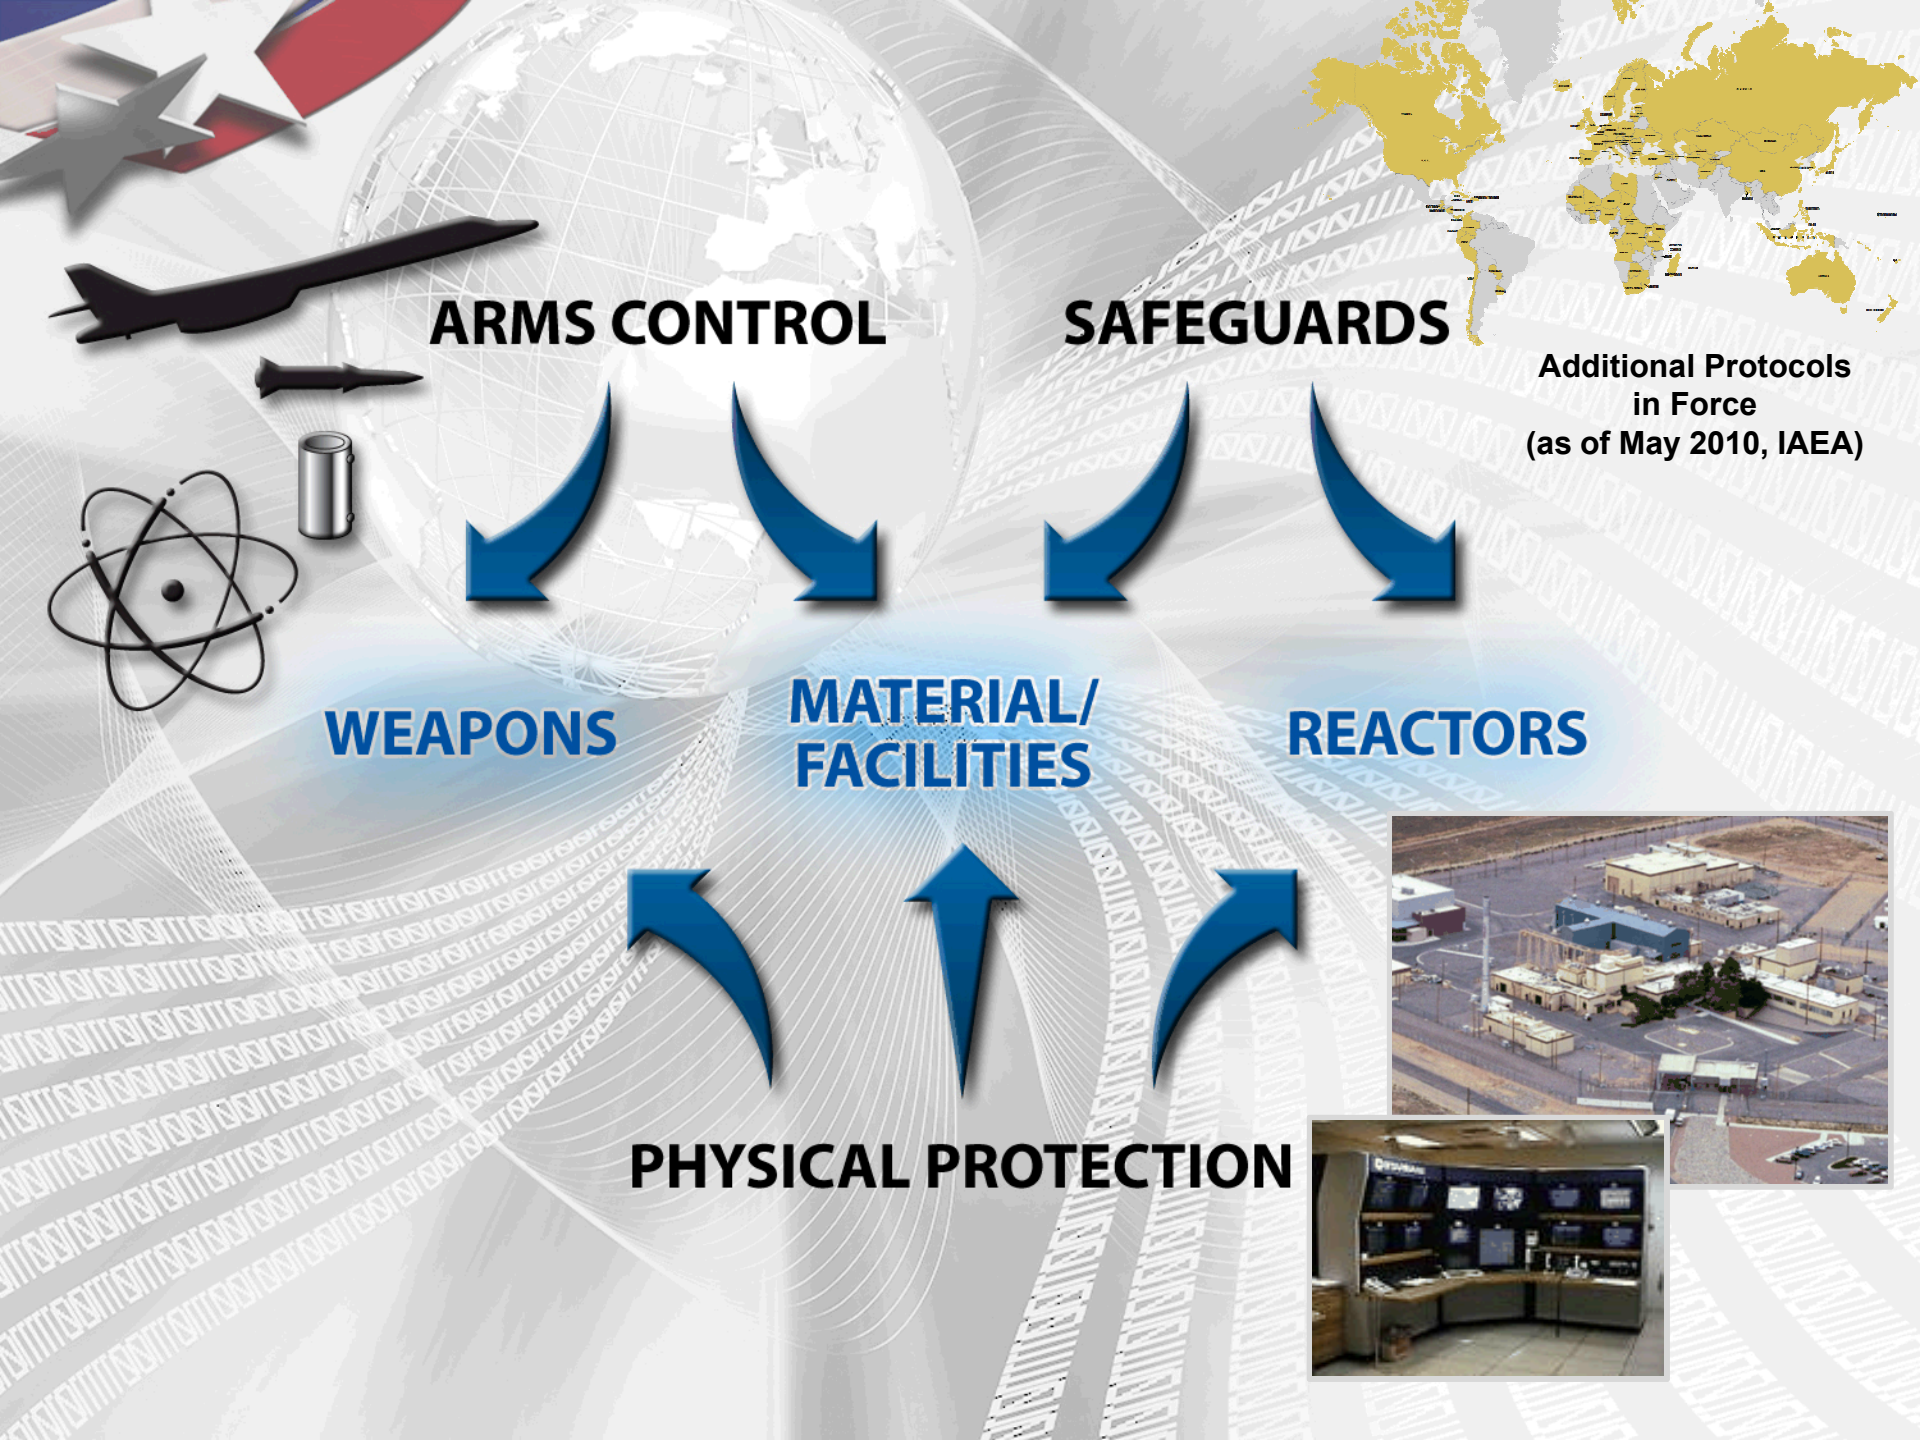 ARMS CONTROL
SAFEGUARDS
Additional Protocols
in Force
(as of May 2010, IAEA)
WEAPONS
MATERIAL/
FACILITIES
REACTORS
PHYSICAL PROTECTION